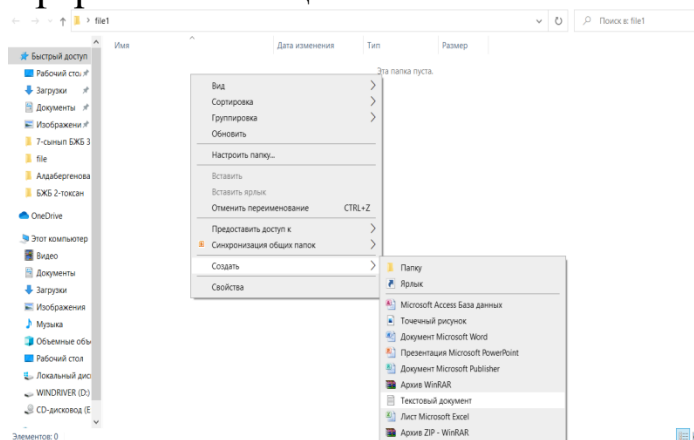 file1
Поиск в: file1
Имя
Дата изменения
Тип
Размер
Эта папка пуста.
Быстрый доступ
Рабочий сто
Загрузки
Документы
Изображени
7-сынып БЖБ 3
file
Алдабергенова
БЖБ 2-токсан
OneDrive
Этот компьютер
Видео
Документы
Загрузки
Изображения
Музыка
Объемные объ
Рабочий стол
Локальный дис
WINDRIVER (D:)
CD-дисковод (E
Элементов: 0
Вид
Сортировка
Группировка
Обновить
Настроить папку...
Вставить
Вставить ярлык
Отменить переименование CTRL+Z
Предоставить доступ к
Синхронизация общих папок
Создать
Свойства
Папку
Ярлык
Microsoft Access База данных
Точечный рисунок
Документ Microsoft Word
Презентация Microsoft PowerPoint
Документ Microsoft Publisher
Архив WinRAR
Текстовый документ
Лист Microsoft Excel
Архив ZIP - WinRAR